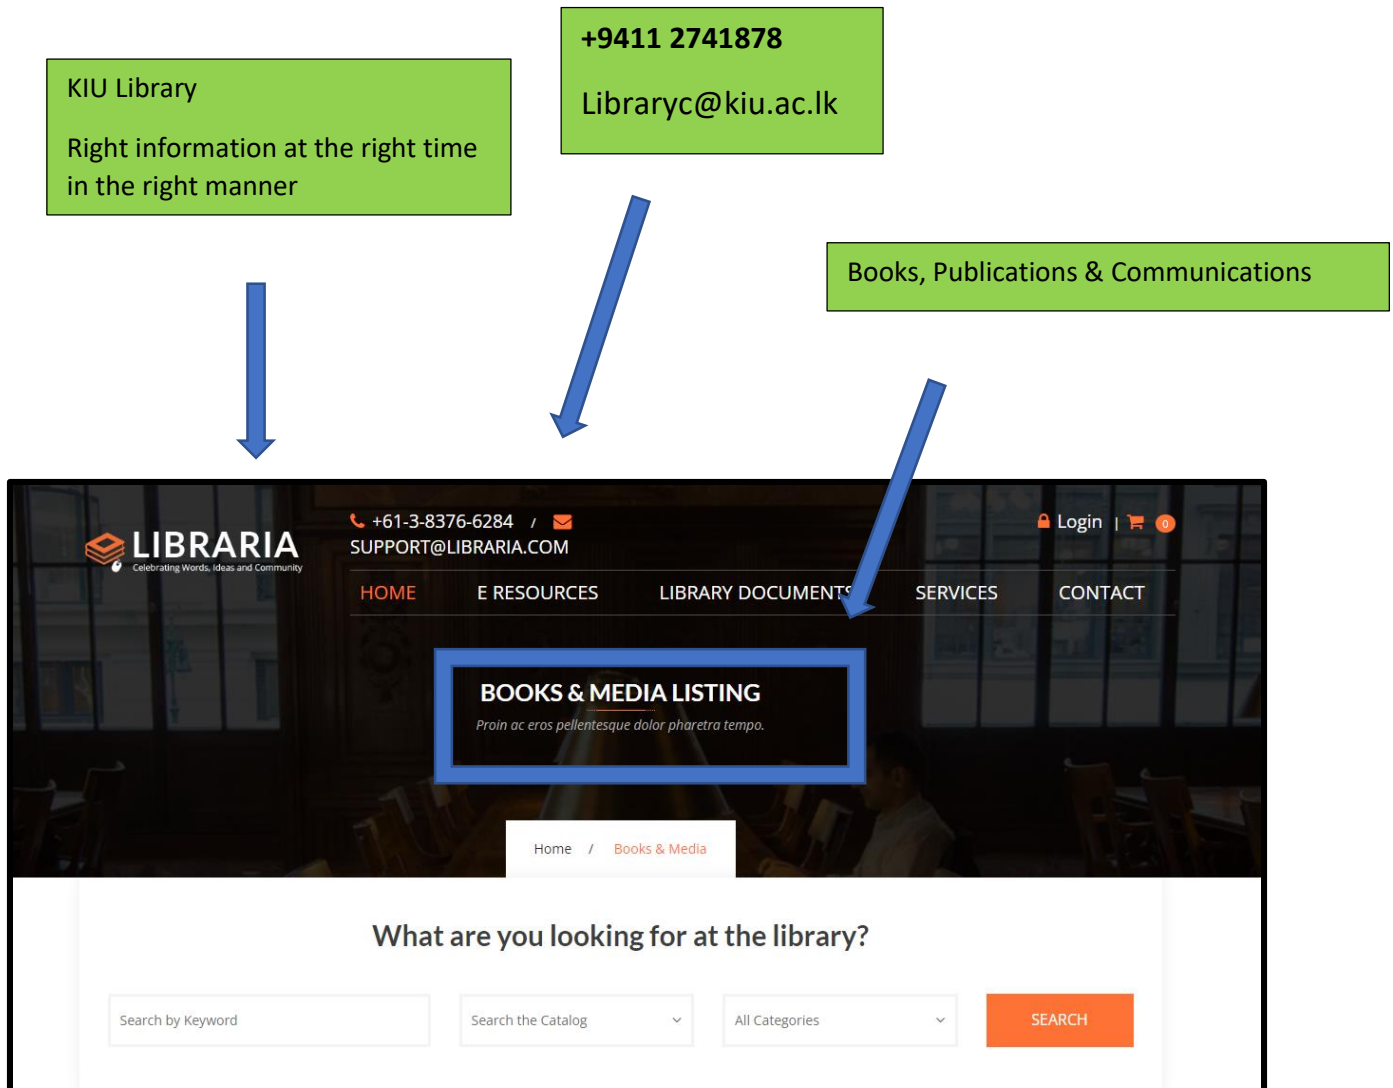 +9411 2741878
Libraryc@kiu.ac.lk
KIU Library
Right information at the right time
in the right manner
Books, Publications & Communications
LIBRARIA
Celebrating Words, Ideas and Community
+61-3-8376-6284 /
SUPPORT@LIBRARIA.COM
Login | 0
HOME E RESOURCES LIBRARY DOCUMENTS SERVICES CONTACT
BOOKS & MEDIA LISTING
Proin ac eros pellentesque dolor pharetra tempo.
Home / Books & Media
What are you looking for at the library?
Search by Keyword Search the Catalog All Categories SEARCH